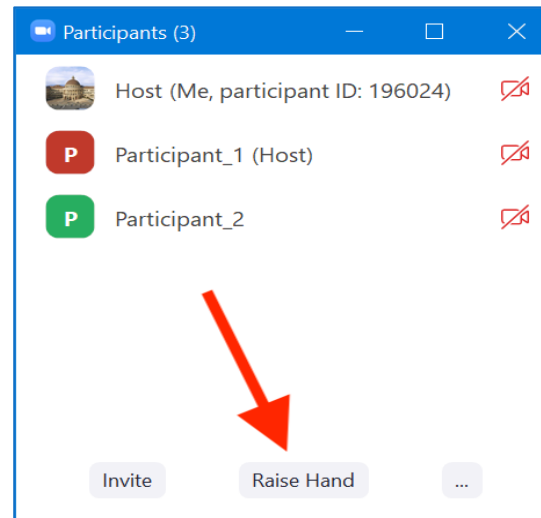 Participants (3)
Host (Me, participant ID: 196024)
P Participant_1 (Host)
P Participant_2
Invite Raise Hand ...